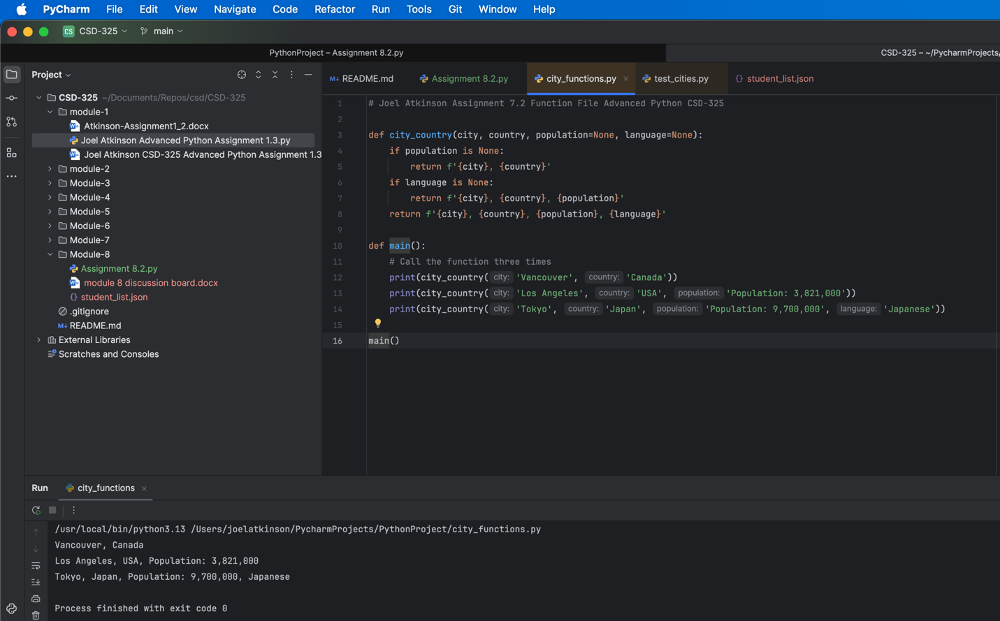 PyCharm File Edit View Navigate Code Refactor Run Tools Git Window Help
CS CSD-325 main
PythonProject – Assignment 8.2.py
CSD-325 – ~/PycharmProjects/
Project
README.md Assignment 8.2.py city_functions.py test_cities.py student_list.json
CSD-325 ~/Documents/Repos/csd/CSD-325
module-1
Atkinson-Assignment1_2.docx
Joel Atkinson Advanced Python Assignment 1.3.py
Joel Atkinson CSD-325 Advanced Python Assignment 1.3
module-2
Module-3
Module-4
Module-5
Module-6
Module-7
Module-8
Assignment 8.2.py
module 8 discussion board.docx
student_list.json
.gitignore
README.md
External Libraries
Scratches and Consoles
1 # Joel Atkinson Assignment 7.2 Function File Advanced Python CSD-325
2
3 def city_country(city, country, population=None, language=None):
4 if population is None:
5 return f'{city}, {country}'
6 if language is None:
7 return f'{city}, {country}, {population}'
8 return f'{city}, {country}, {population}, {language}'
9
10 def main():
11 # Call the function three times
12 print(city_country( city: 'Vancouver', country: 'Canada'))
13 print(city_country( city: 'Los Angeles', country: 'USA', population: 'Population: 3,821,000'))
14 print(city_country( city: 'Tokyo', country: 'Japan', population: 'Population: 9,700,000', language: 'Japanese'))
15
16 main()
Run city_functions
/usr/local/bin/python3.13 /Users/joelatkinson/PycharmProjects/PythonProject/city_functions.py
Vancouver, Canada
Los Angeles, USA, Population: 3,821,000
Tokyo, Japan, Population: 9,700,000, Japanese
Process finished with exit code 0